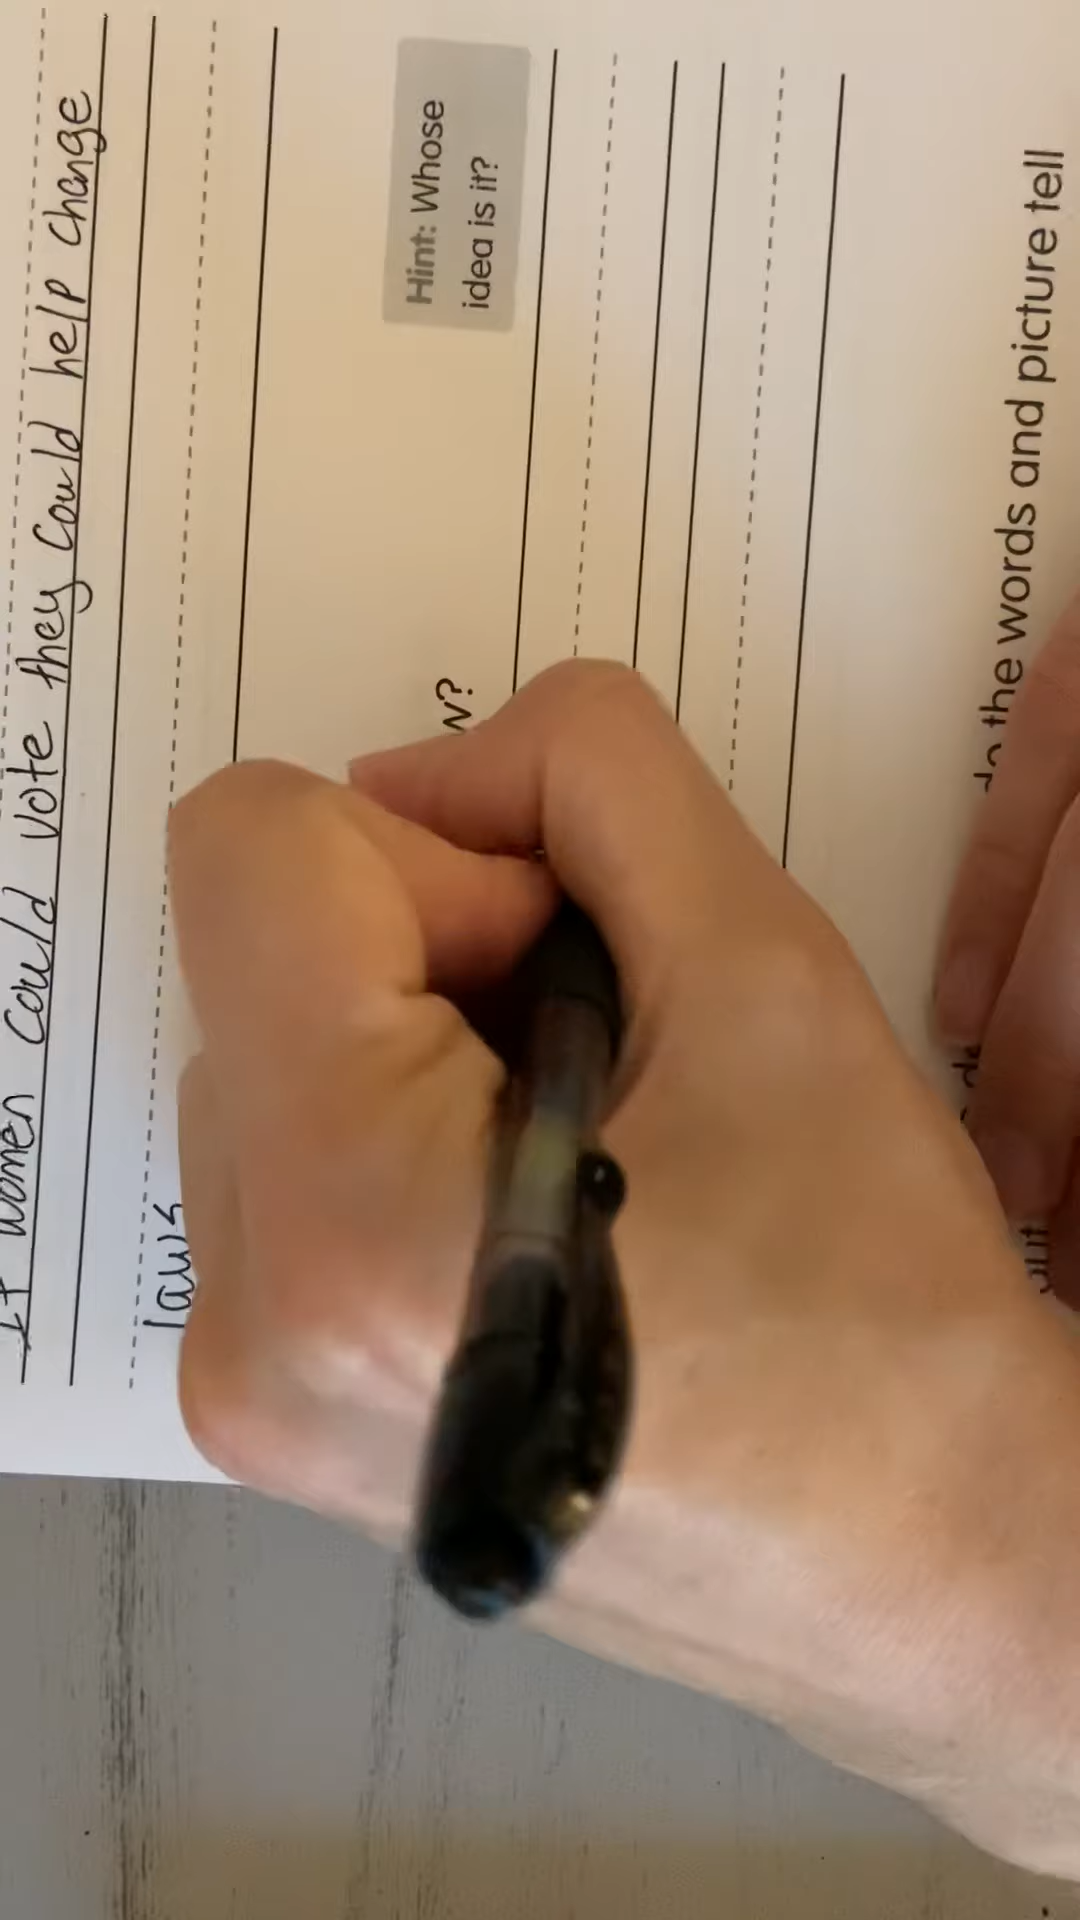 If women could vote they could help change
laws
Hint: Whose
idea is it?
the words and picture tell